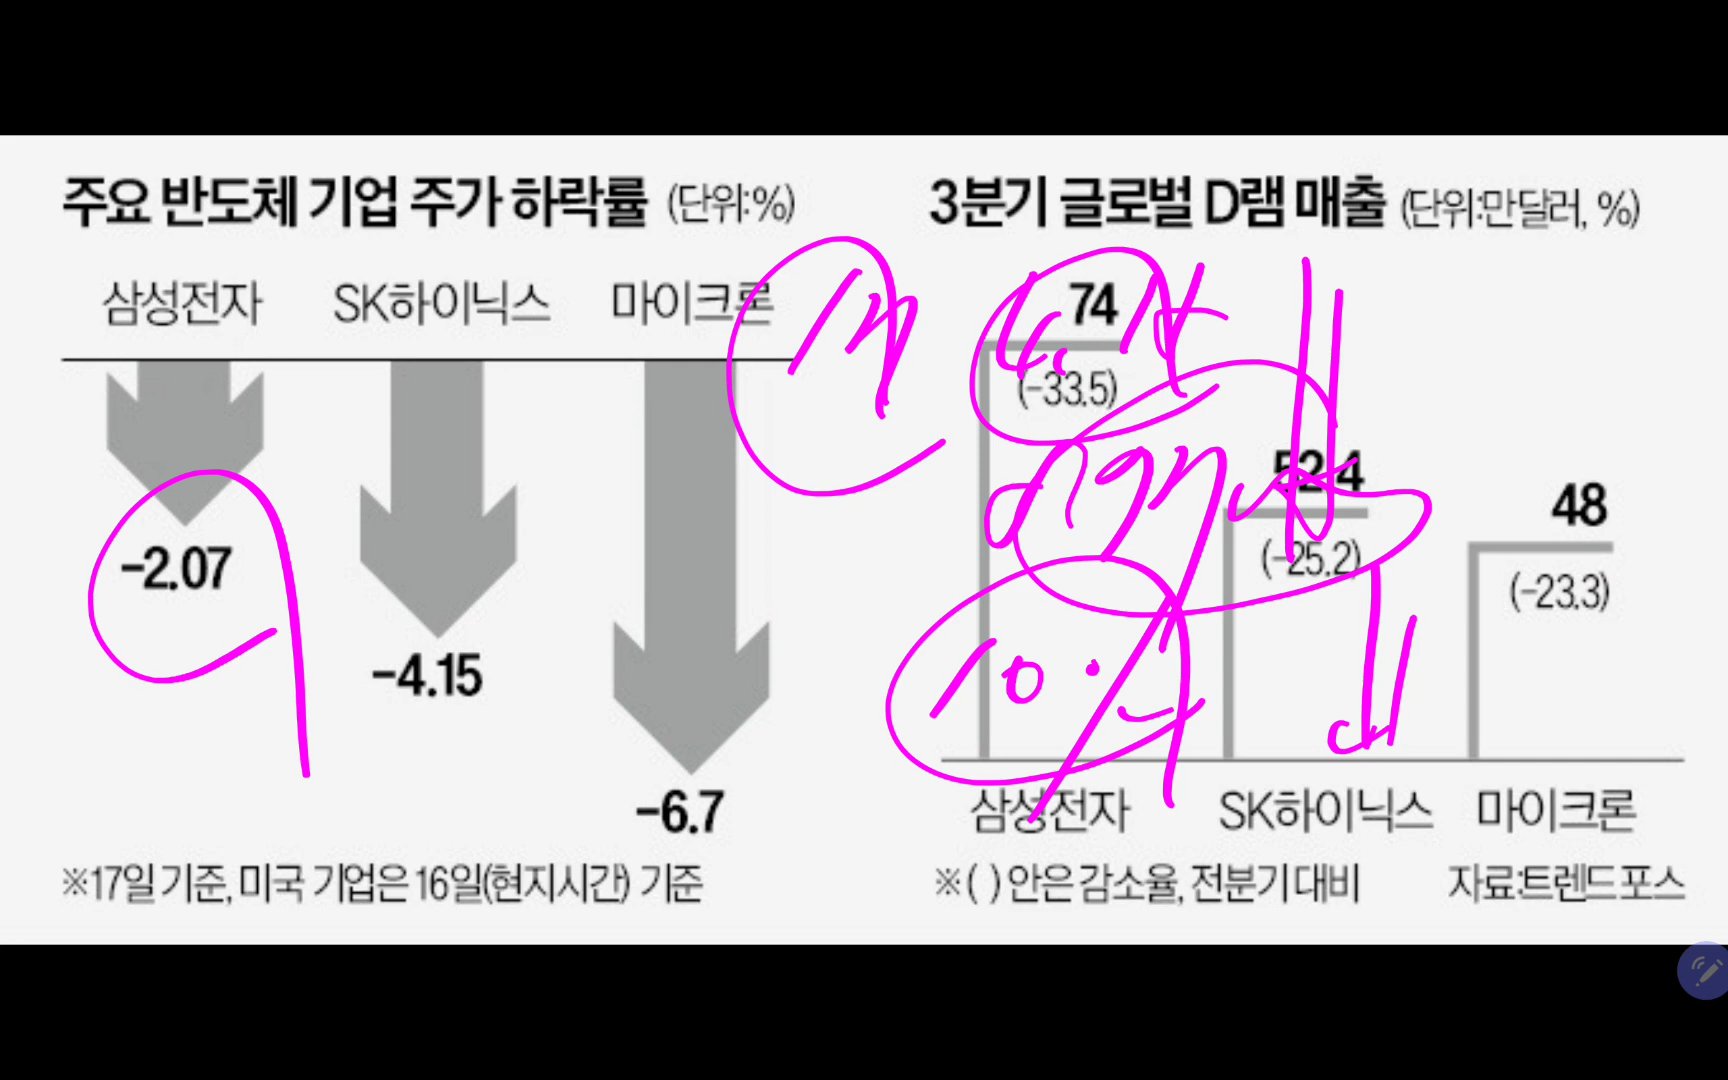 주요 반도체 기업 주가 하락률 (단위:%)
삼성전자 SK하이닉스 마이크론
-2.07
-4.15
-6.7
※17일 기준, 미국 기업은 16일(현지시간) 기준
3분기 글로벌 D램 매출 (단위:만달러, %)
74
(-33.5)
52.4
(-25.2)
48
(-23.3)
삼성전자 SK하이닉스 마이크론
※( ) 안은 감소율, 전분기 대비 자료:트렌드포스